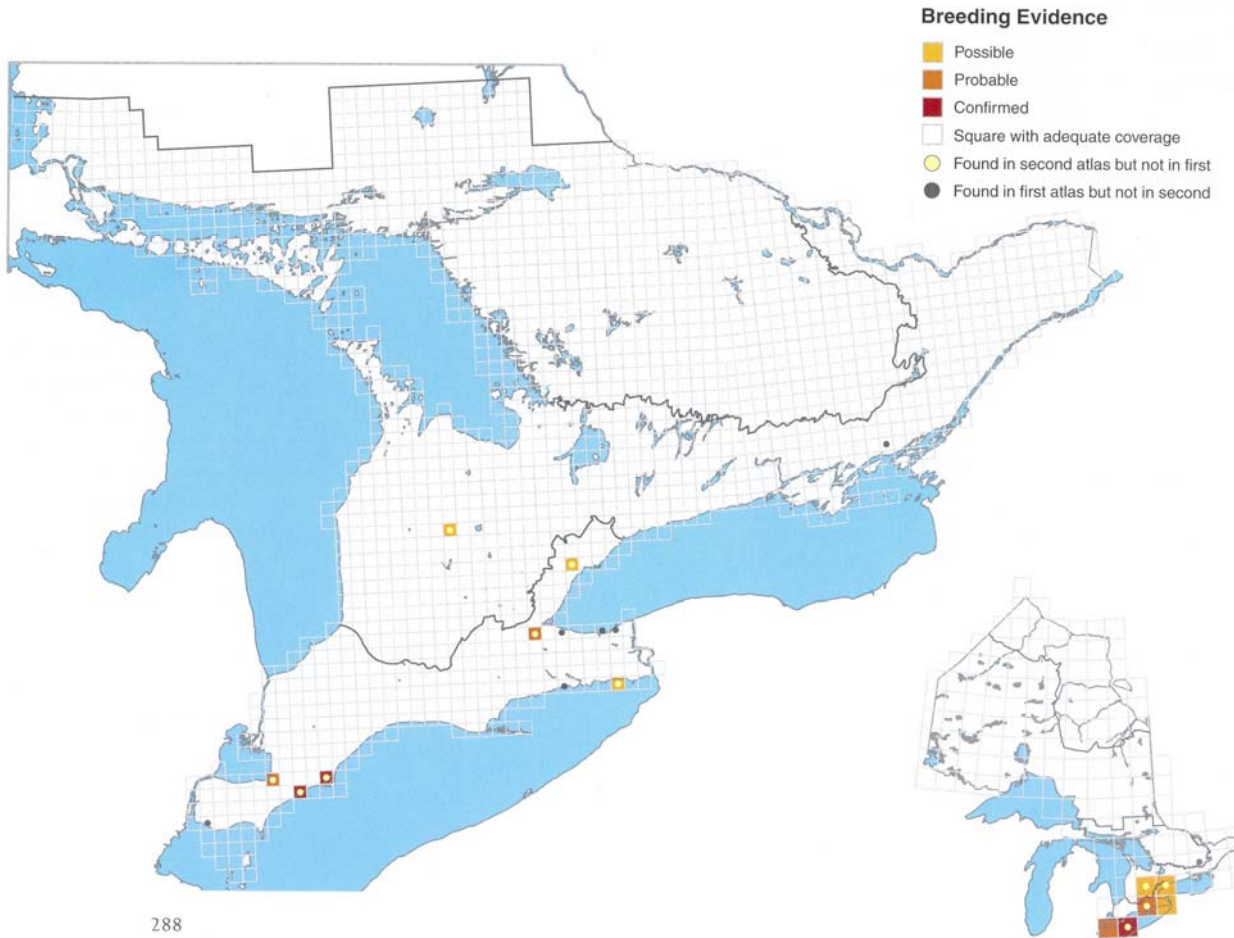 Breeding Evidence
Possible
Probable
Confirmed
Square with adequate coverage
Found in second atlas but not in first
Found in first atlas but not in second
288